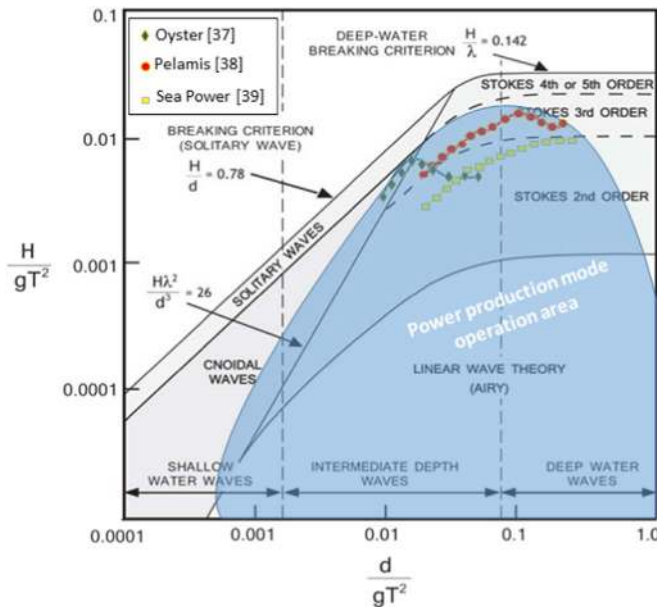 0.1
Oyster [37]
Pelamis [38]
Sea Power [39]
DEEP-WATER
BREAKING CRITERION
H
λ
= 0.142
STOKES 4th or 5th ORDER
STOKES 3rd ORDER
0.01
BREAKING CRITERION
(SOLITARY WAVE)
H
d
= 0.78
STOKES 2nd ORDER
H
gT²
0.001
SOLITARY WAVES
Hλ²
d³
= 26
Power production mode
operation area
CNOIDAL
WAVES
LINEAR WAVE THEORY
(AIRY)
0.0001
SHALLOW
WATER WAVES
INTERMEDIATE DEPTH
WAVES
DEEP WATER
WAVES
0.0001
0.001
0.01
0.1
1.0
d
gT²